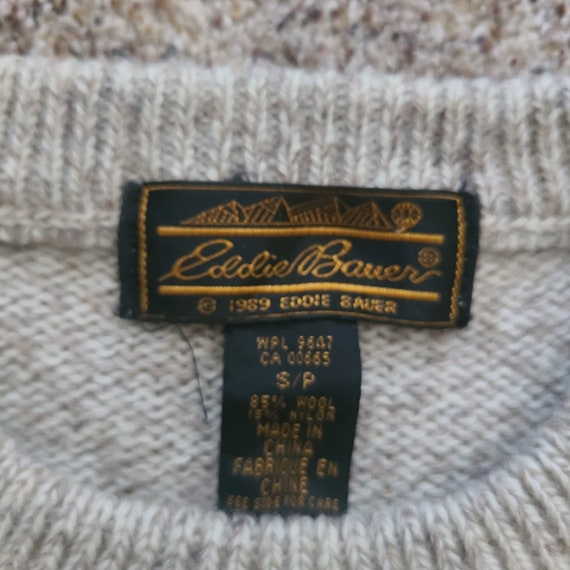 Eddie Bauer ®
© 1989 EDDIE BAUER
WPL 9647
CA 00665
S/P
85% WOOL
15% NYLON
MADE IN
CHINA
FABRIQUE EN
CHINE
SEE SIDE FOR CARE